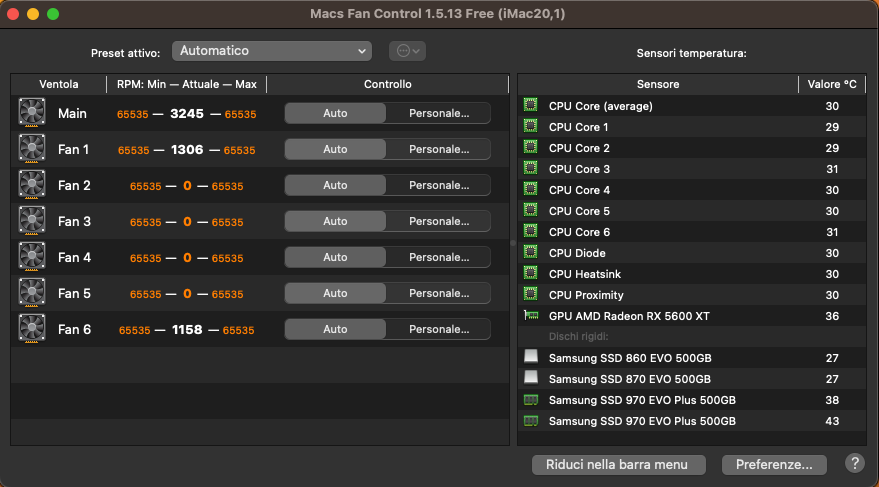 Macs Fan Control 1.5.13 Free (iMac20,1)
Preset attivo: Automatico
Sensori temperatura:
Ventola RPM: Min — Attuale — Max Controllo
Main 65535 — 3245 — 65535 Auto Personale...
Fan 1 65535 — 1306 — 65535 Auto Personale...
Fan 2 65535 — 0 — 65535 Auto Personale...
Fan 3 65535 — 0 — 65535 Auto Personale...
Fan 4 65535 — 0 — 65535 Auto Personale...
Fan 5 65535 — 0 — 65535 Auto Personale...
Fan 6 65535 — 1158 — 65535 Auto Personale...
Sensore Valore °C
CPU Core (average) 30
CPU Core 1 29
CPU Core 2 29
CPU Core 3 31
CPU Core 4 30
CPU Core 5 30
CPU Core 6 31
CPU Diode 30
CPU Heatsink 30
CPU Proximity 30
GPU AMD Radeon RX 5600 XT 36
Dischi rigidi:
Samsung SSD 860 EVO 500GB 27
Samsung SSD 870 EVO 500GB 27
Samsung SSD 970 EVO Plus 500GB 38
Samsung SSD 970 EVO Plus 500GB 43
Riduci nella barra menu Preferenze... ?